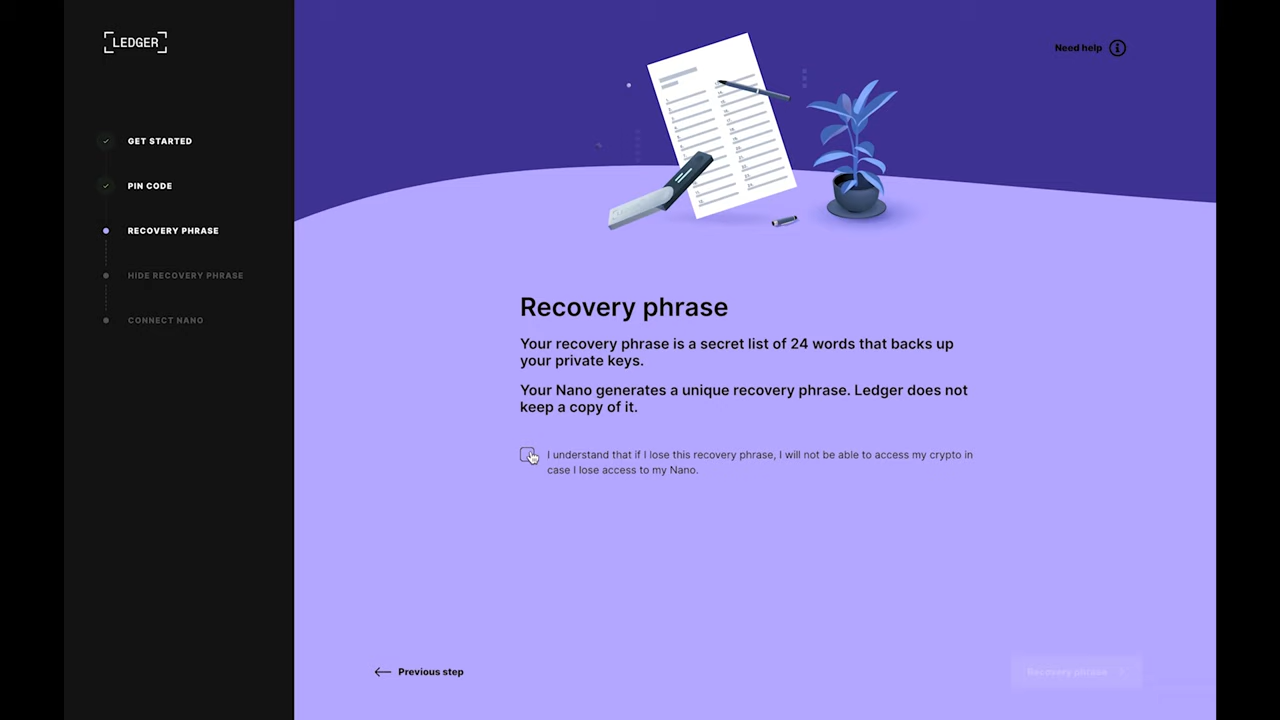 LEDGER
Need help
GET STARTED
PIN CODE
RECOVERY PHRASE
HIDE RECOVERY PHRASE
CONNECT NANO
Recovery phrase
Your recovery phrase is a secret list of 24 words that backs up
your private keys.
Your Nano generates a unique recovery phrase. Ledger does not
keep a copy of it.
I understand that if I lose this recovery phrase, I will not be able to access my crypto in
case I lose access to my Nano.
Previous step
Recovery phrase